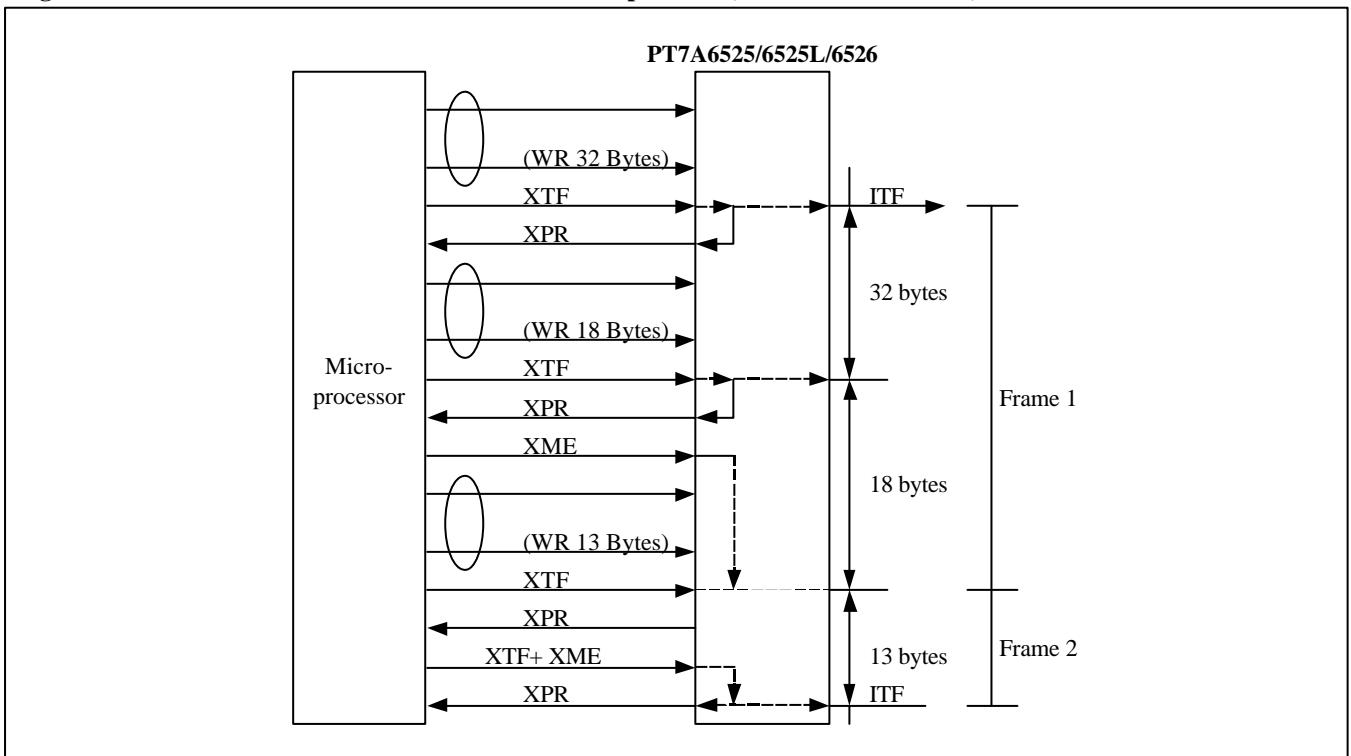 PT7A6525/6525L/6526
(WR 32 Bytes)
XTF
ITF
XPR
32 bytes
(WR 18 Bytes)
Micro-
processor
XTF
XPR
Frame 1
XME
18 bytes
(WR 13 Bytes)
XTF
XPR
XTF+ XME
13 bytes
Frame 2
XPR
ITF